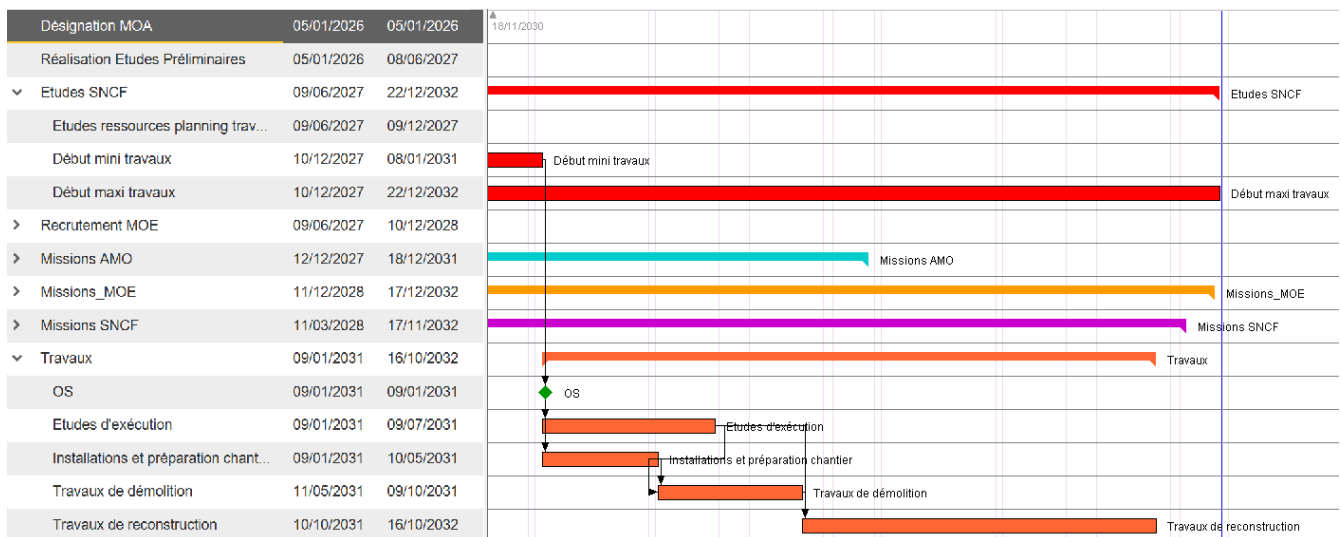 Désignation MOA 05/01/2026 05/01/2026 18/11/2030
Réalisation Etudes Préliminaires 05/01/2026 08/06/2027
Etudes SNCF 09/06/2027 22/12/2032 Etudes SNCF
Etudes ressources planning trav... 09/06/2027 09/12/2027
Début mini travaux 10/12/2027 08/01/2031 Début mini travaux
Début maxi travaux 10/12/2027 22/12/2032 Début maxi travaux
Recrutement MOE 09/06/2027 10/12/2028
Missions AMO 12/12/2027 18/12/2031 Missions AMO
Missions_MOE 11/12/2028 17/12/2032 Missions_MOE
Missions SNCF 11/03/2028 17/11/2032 Missions SNCF
Travaux 09/01/2031 16/10/2032 Travaux
OS 09/01/2031 09/01/2031 OS
Etudes d'exécution 09/01/2031 09/07/2031 Etudes d'exécution
Installations et préparation chant... 09/01/2031 10/05/2031 Installations et préparation chantier
Travaux de démolition 11/05/2031 09/10/2031 Travaux de démolition
Travaux de reconstruction 10/10/2031 16/10/2032 Travaux de reconstruction